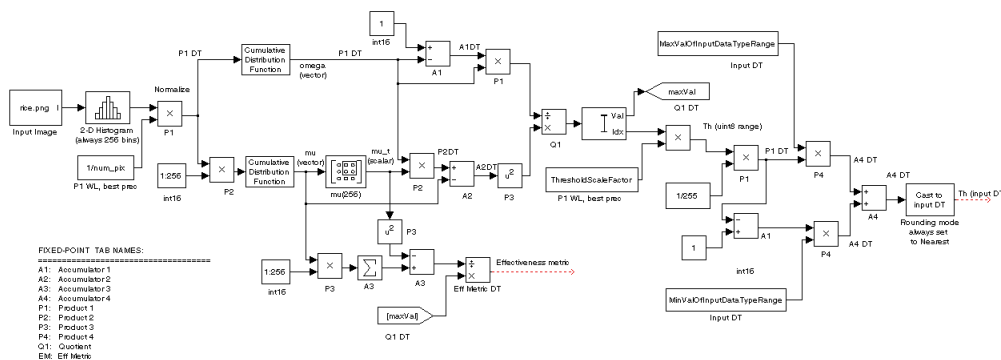 1
int16
P1 DT
Cumulative
Distribution
Function
omega
(vector)
P1 DT
A1
A1DT
P1
MaxValOfInputDataTypeRange
Input DT
P4
rice.png
Input Image
2-D Histogram
(always 256 bins)
Normalize
P1
1/num_pix
P1 WL, best prec
1:256
int16
P2
Cumulative
Distribution
Function
mu
(vector)
mu(256)
mu_t
(scalar)
P2
P2DT
A2
A2DT
u²
P3
Q1
Val
Idx
maxVal
Q1 DT
ThresholdScaleFactor
P1 WL, best prec
Th (uint8 range)
P1
P1 DT
1/255
A4 DT
A4 DT
A4
Cast to
input DT
Rounding mode
always set
to Nearest
Th (input DT
1
int16
A1
P4
A4 DT
MinValOfInputDataTypeRange
Input DT
u²
P3
1:256
int16
P3
A3
A3
Eff Metric DT
Effectiveness metric
[maxVal]
Q1 DT
FIXED-POINT TAB NAMES:
===================================
A1: Accumulator 1
A2: Accumulator 2
A3: Accumulator 3
A4: Accumulator 4
P1: Product 1
P2: Product 2
P3: Product 3
P4: Product 4
Q1: Quotient
EM: Eff Metric